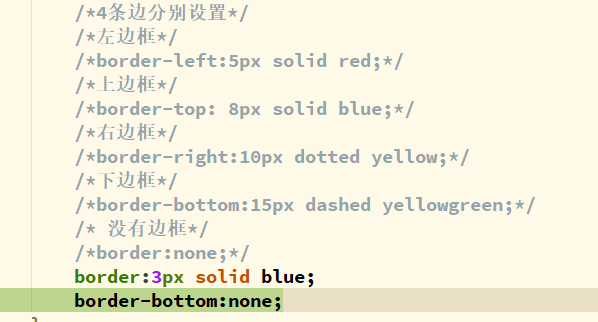 /*4条边分别设置*/
/*左边框*/
/*border-left:5px solid red;*/
/*上边框*/
/*border-top: 8px solid blue;*/
/*右边框*/
/*border-right:10px dotted yellow;*/
/*下边框*/
/*border-bottom:15px dashed yellowgreen;*/
/* 没有边框*/
/*border:none;*/
border:3px solid blue;
border-bottom:none;
}